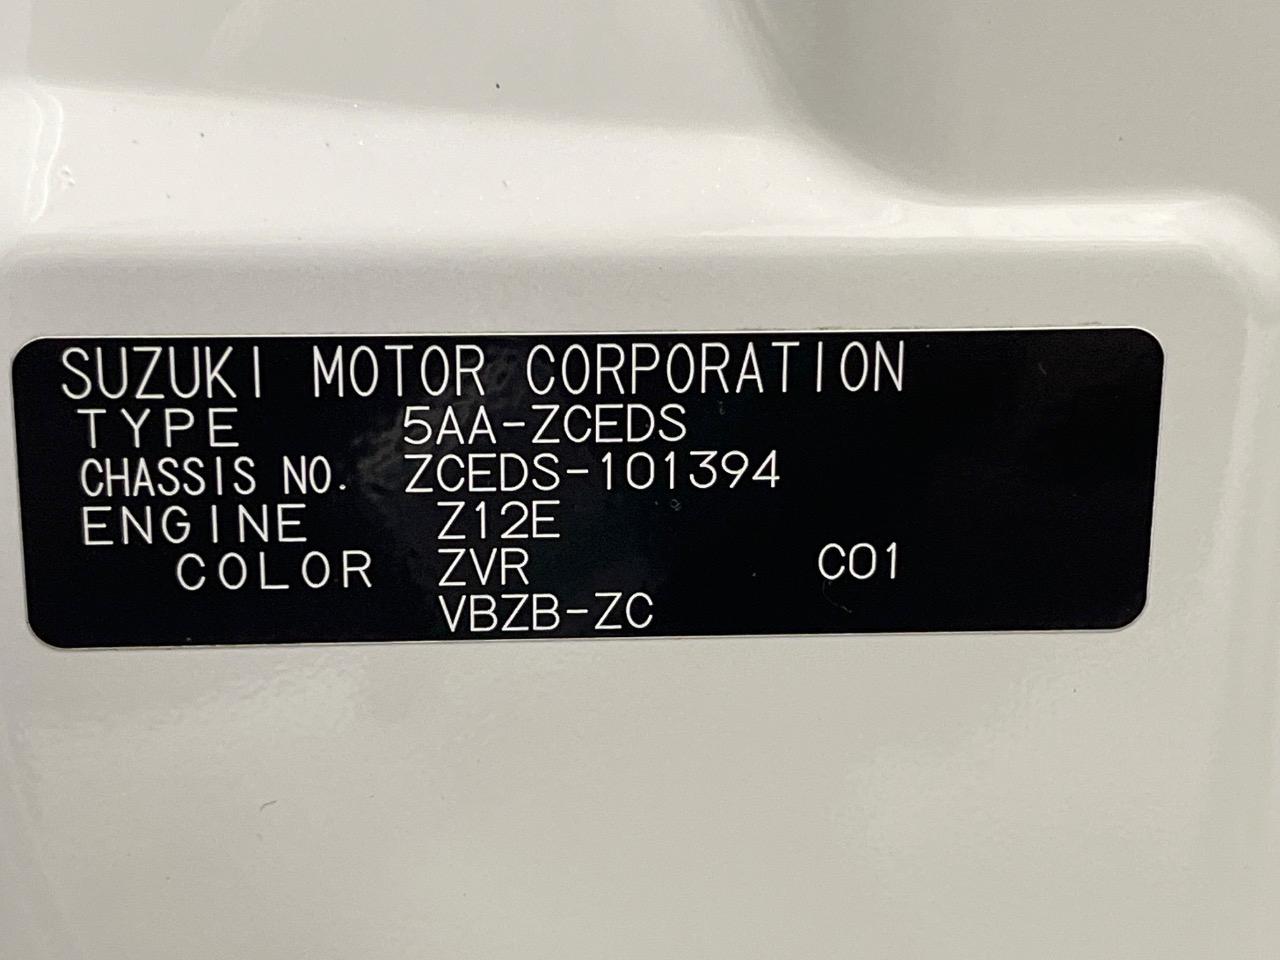 SUZUKI MOTOR CORPORATION
TYPE 5AA-ZCEDS
CHASSIS NO. ZCEDS-101394
ENGINE Z12E
COLOR ZVR C01
VBZB-ZC